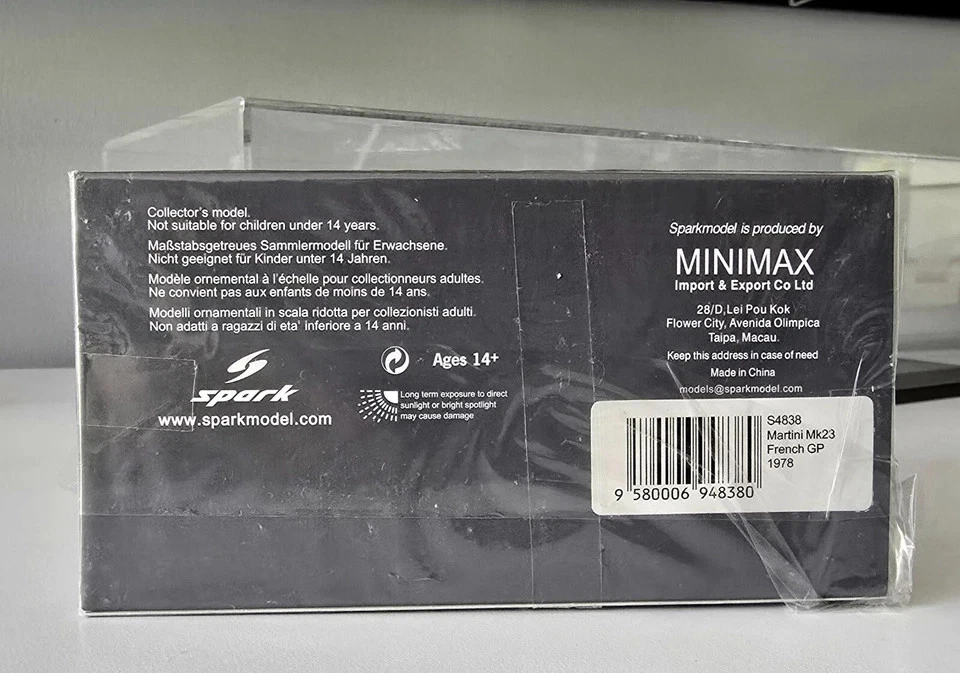 Collector's model.
Not suitable for children under 14 years.
Maßstabsgetreues Sammlermodell für Erwachsene.
Nicht geeignet für Kinder unter 14 Jahren.
Modèle ornemental à l'échelle pour collectionneurs adultes.
Ne convient pas aux enfants de moins de 14 ans.
Modelli ornamentali in scala ridotta per collezionisti adulti.
Non adatti a ragazzi di eta' inferiore a 14 anni.
spark
www.sparkmodel.com
Ages 14+
Long term exposure to direct
sunlight or bright spotlight
may cause damage
Sparkmodel is produced by
MINIMAX
Import & Export Co Ltd
28/D,Lei Pou Kok
Flower City, Avenida Olimpica
Taipa, Macau.
Keep this address in case of need
Made in China
models@sparkmodel.com
S4838
Martini Mk23
French GP
1978
9 580006 948380